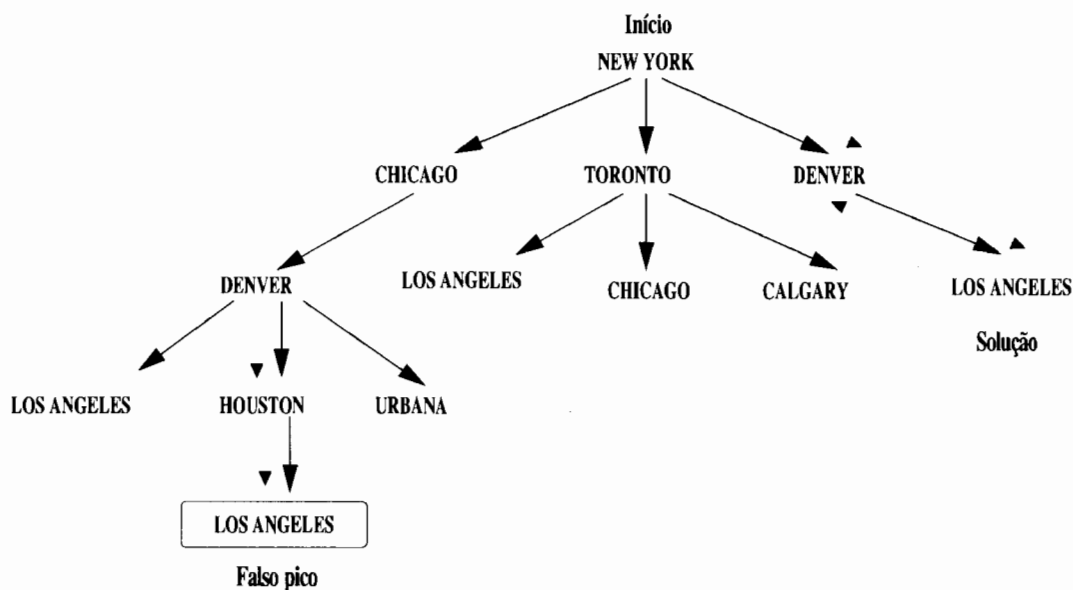 Início
NEW YORK
CHICAGO
TORONTO
DENVER
DENVER
LOS ANGELES
CHICAGO
CALGARY
LOS ANGELES
Solução
LOS ANGELES
HOUSTON
URBANA
LOS ANGELES
Falso pico